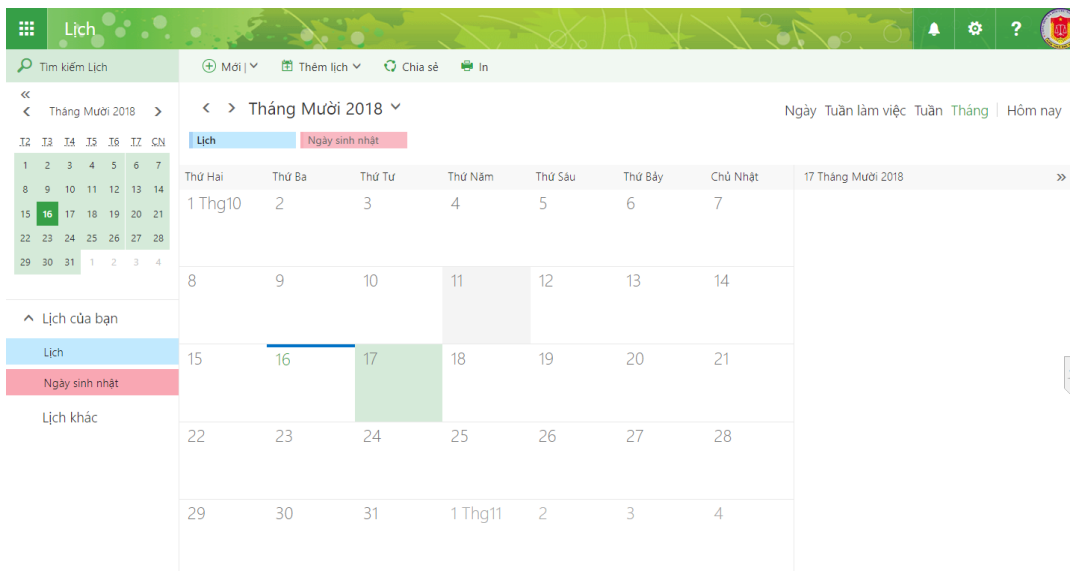 Lịch
?
Tìm kiếm Lịch
Mới | Thêm lịch Chia sẻ In
Tháng Mười 2018
T2 T3 T4 T5 T6 T7 CN
1 2 3 4 5 6 7
8 9 10 11 12 13 14
15 16 17 18 19 20 21
22 23 24 25 26 27 28
29 30 31 1 2 3 4
Lịch của bạn
Lịch
Ngày sinh nhật
Lịch khác
Tháng Mười 2018
Ngày Tuần làm việc Tuần Tháng Hôm nay
Lịch Ngày sinh nhật
Thứ Hai Thứ Ba Thứ Tư Thứ Năm Thứ Sáu Thứ Bảy Chủ Nhật
1 Thg10 2 3 4 5 6 7
8 9 10 11 12 13 14
15 16 17 18 19 20 21
22 23 24 25 26 27 28
29 30 31 1 Thg11 2 3 4
17 Tháng Mười 2018